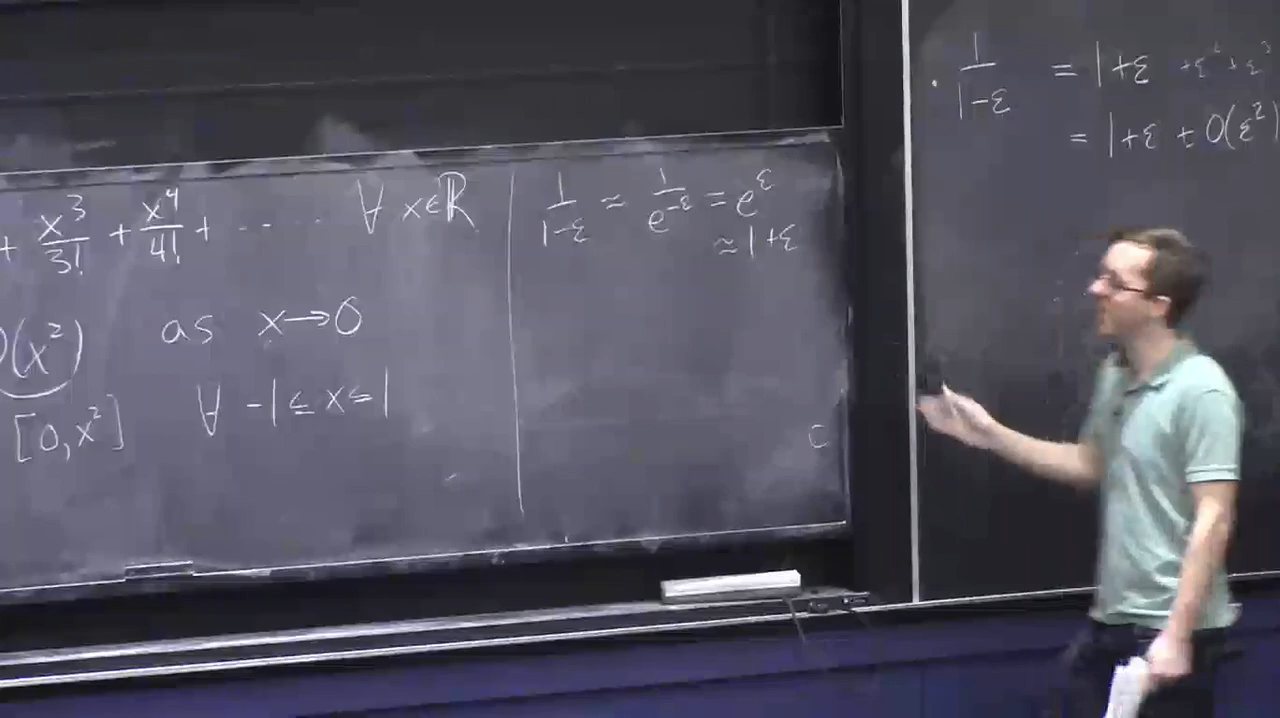 + x³/3! + x⁴/4! + ... ... ∀ x∈ℝ
O(x²) as x→0
[0,x²] ∀ -1≤x≤1
1/(1-ε) ≈ 1/e^(-ε) = e^ε
≈ 1+ε
C
· 1/(1-ε) = 1+ε +ε²+ε³
= 1+ε ± O(ε²)